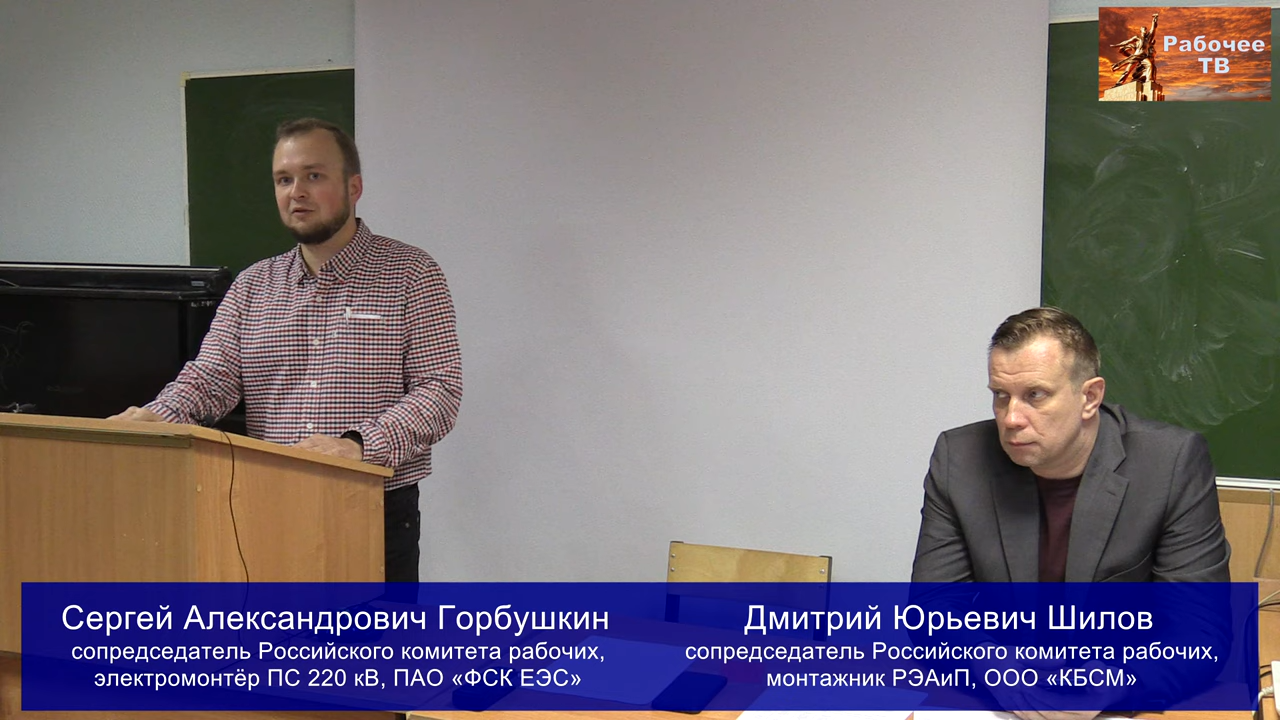 Рабочее
ТВ
Сергей Александрович Горбушкин
сопредседатель Российского комитета рабочих,
электромонтёр ПС 220 кВ, ПАО «ФСК ЕЭС»
Дмитрий Юрьевич Шилов
сопредседатель Российского комитета рабочих,
монтажник РЭАиП, ООО «КБСМ»